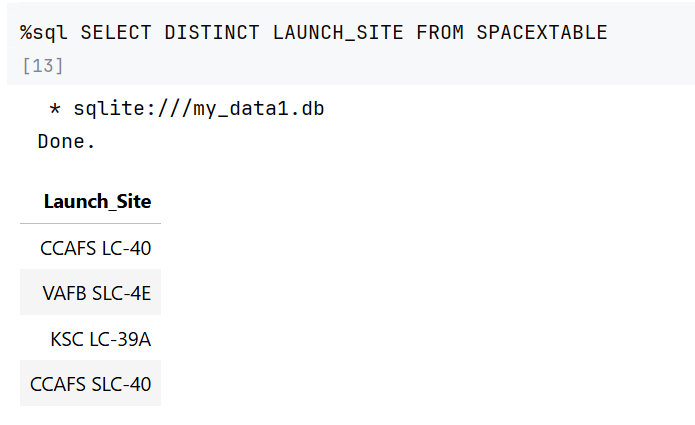 %sql SELECT DISTINCT LAUNCH_SITE FROM SPACEXTABLE
[13]
* sqlite:///my_data1.db
Done.
Launch_Site
CCAFS LC-40
VAFB SLC-4E
KSC LC-39A
CCAFS SLC-40